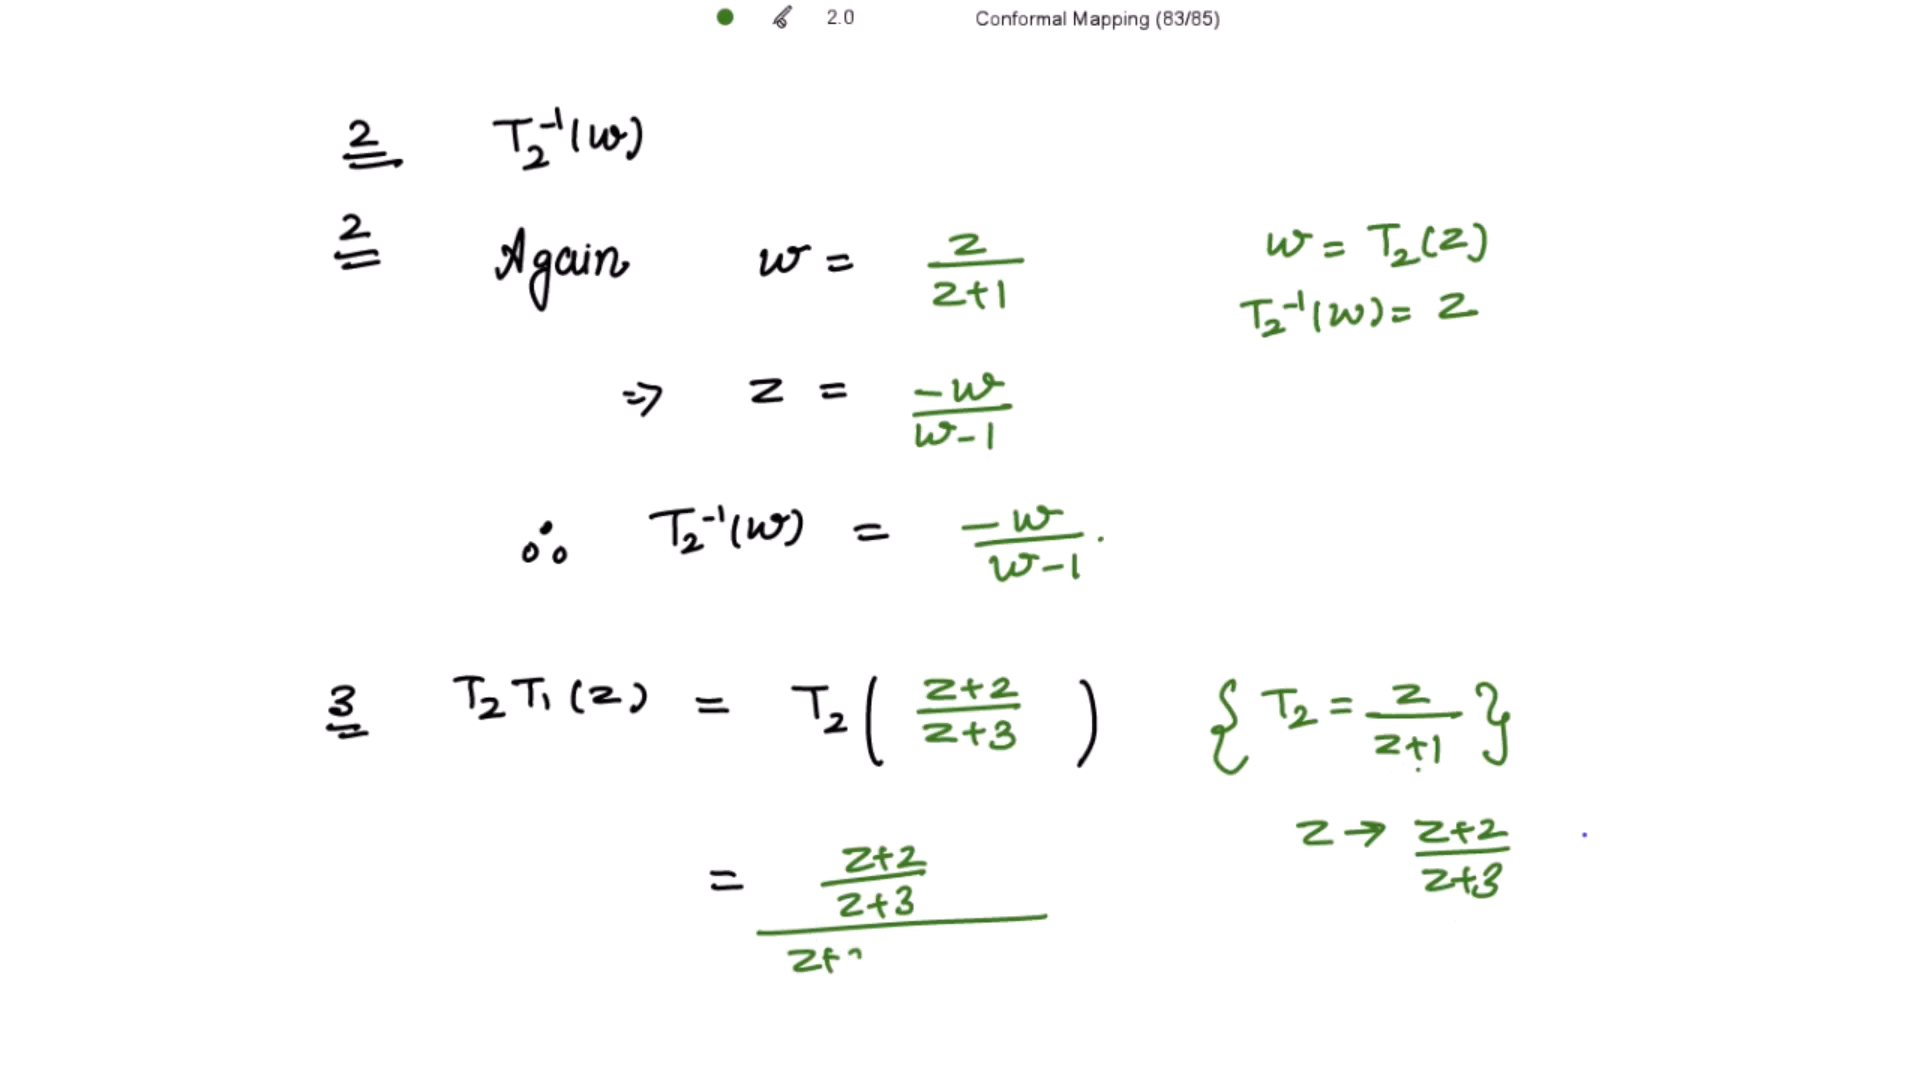 2.0 Conformal Mapping (83/85)
2 T₂⁻¹(w)
2 Again w = z/(z+1) w = T₂(z)
T₂⁻¹(w) = z
⇒ z = -w/(w-1)
∴ T₂⁻¹(w) = -w/(w-1).
3 T₂T₁(z) = T₂((z+2)/(z+3)) {T₂ = z/(z+1)}
z → (z+2)/(z+3)
= ((z+2)/(z+3))/(z+